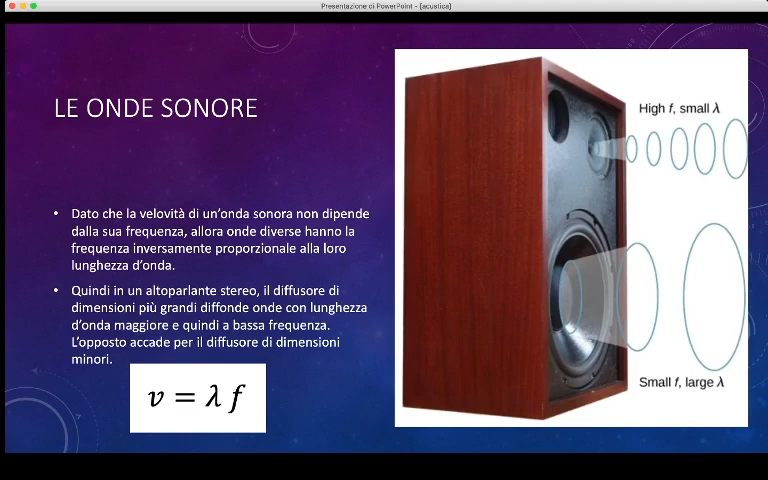 Presentazione di PowerPoint - [acustica]
LE ONDE SONORE
• Dato che la velovità di un'onda sonora non dipende
dalla sua frequenza, allora onde diverse hanno la
frequenza inversamente proporzionale alla loro
lunghezza d'onda.
• Quindi in un altoparlante stereo, il diffusore di
dimensioni più grandi diffonde onde con lunghezza
d'onda maggiore e quindi a bassa frequenza.
L'opposto accade per il diffusore di dimensioni
minori.
v = λ f
High f, small λ
Small f, large λ